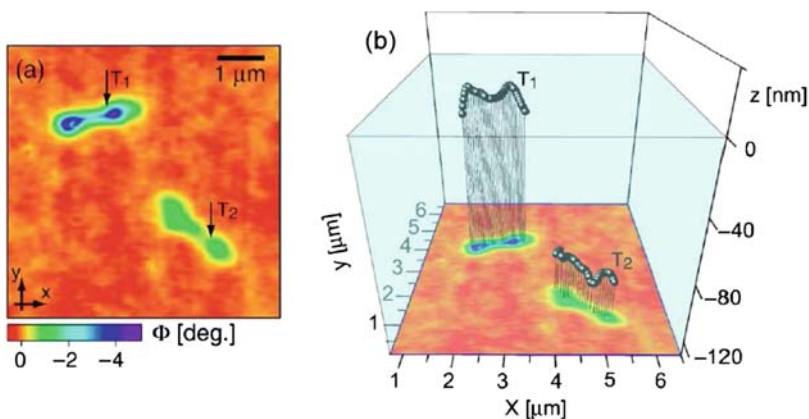 (a)
T1
1 μm
T2
y
x
0 −2 −4 Φ [deg.]
(b)
T1
z [nm]
0
−40
−80
−120
y [μm]
6
5
4
3
2
1
T2
1 2 3 4 5 6
X [μm]